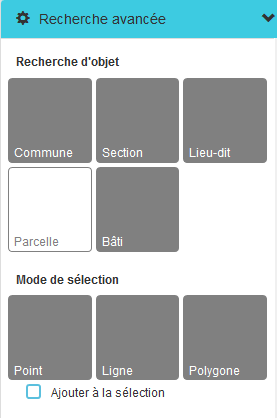 Recherche avancée
Recherche d'objet
Commune Section Lieu-dit
Parcelle Bâti
Mode de sélection
Point Ligne Polygone
Ajouter à la sélection